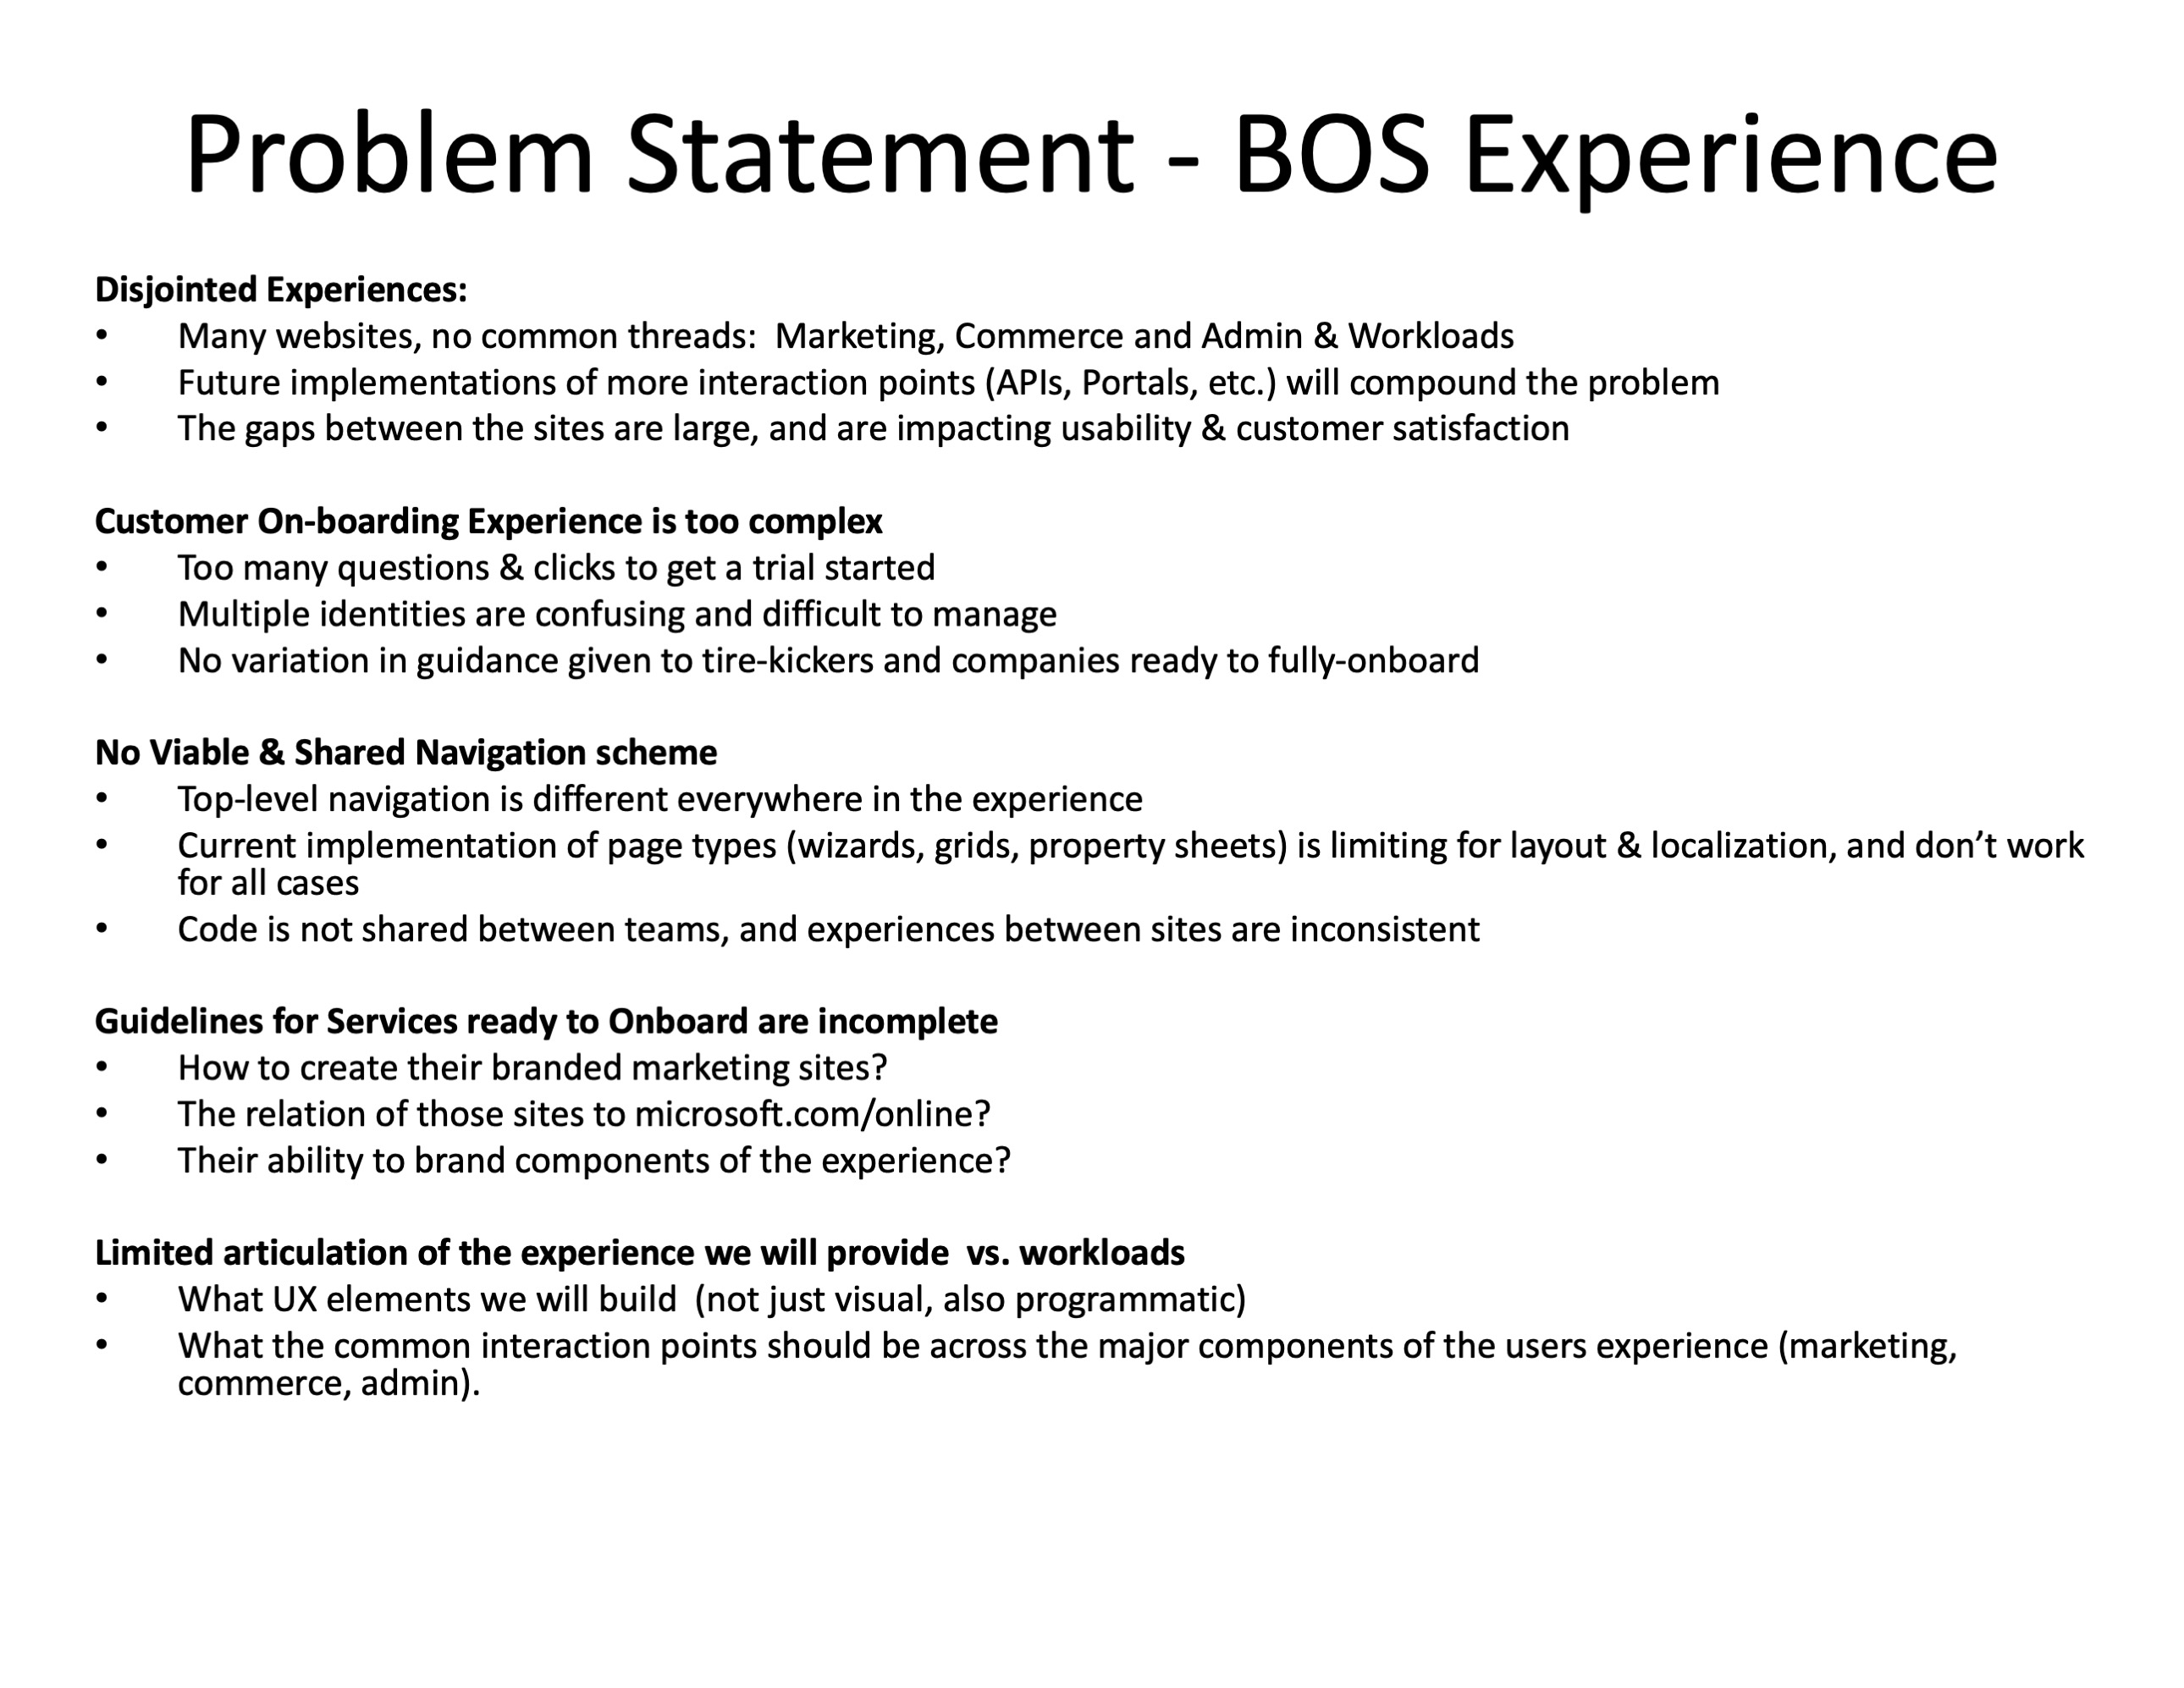 Problem Statement - BOS Experience
Disjointed Experiences:
• Many websites, no common threads:  Marketing, Commerce and Admin & Workloads
• Future implementations of more interaction points (APIs, Portals, etc.) will compound the problem
• The gaps between the sites are large, and are impacting usability & customer satisfaction
Customer On-boarding Experience is too complex
• Too many questions & clicks to get a trial started
• Multiple identities are confusing and difficult to manage
• No variation in guidance given to tire-kickers and companies ready to fully-onboard
No Viable & Shared Navigation scheme
• Top-level navigation is different everywhere in the experience
• Current implementation of page types (wizards, grids, property sheets) is limiting for layout & localization, and don’t work
for all cases
• Code is not shared between teams, and experiences between sites are inconsistent
Guidelines for Services ready to Onboard are incomplete
• How to create their branded marketing sites?
• The relation of those sites to microsoft.com/online?
• Their ability to brand components of the experience?
Limited articulation of the experience we will provide  vs. workloads
• What UX elements we will build  (not just visual, also programmatic)
• What the common interaction points should be across the major components of the users experience (marketing,
commerce, admin).